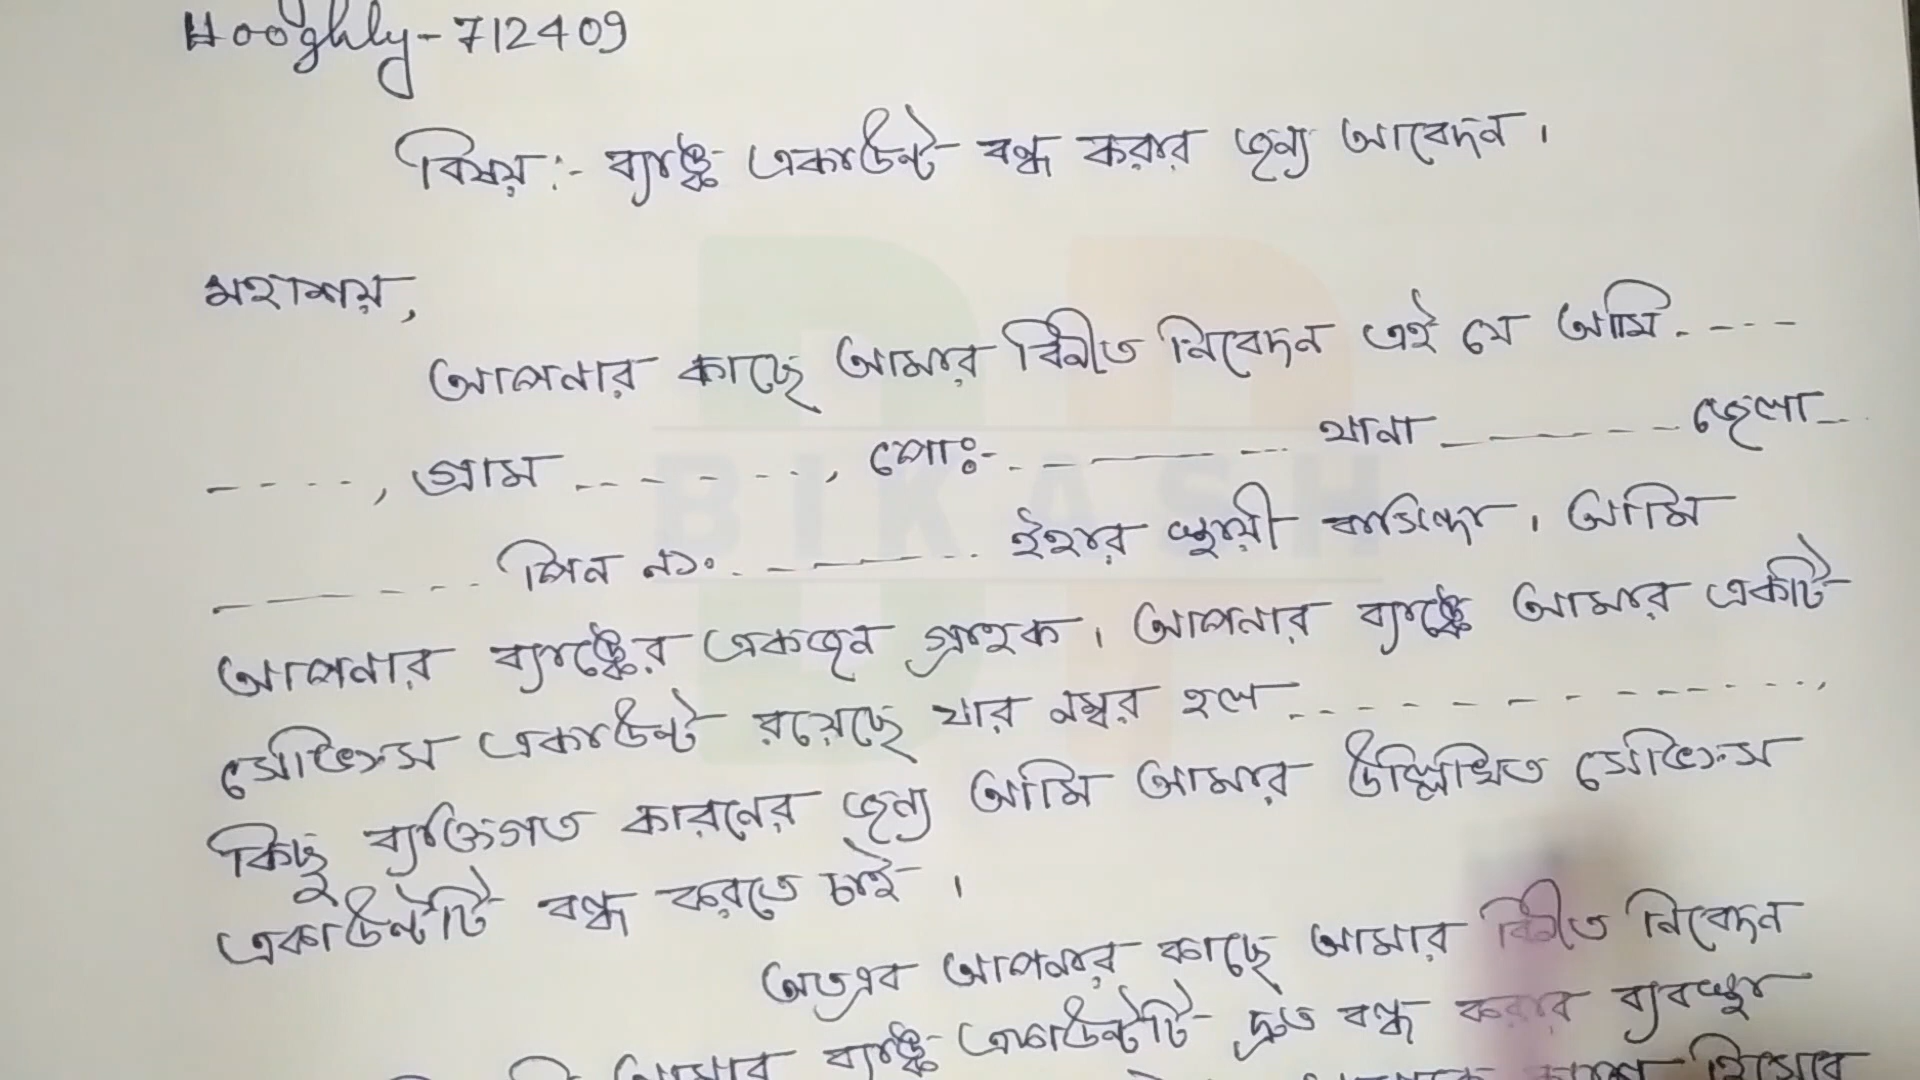 Hooghly-712409
বিষয়:- ব্যাঙ্ক একাউন্ট বন্ধ করার জন্য আবেদন।
মহাশয়,
আপনার কাছে আমার বিনীত নিবেদন এই যে আমি. - - - -
- - - - -, গ্রাম - - - - - - -, পোঃ- - - - - - - - থানা - - - - - - জেলা - -
- - - - - - - পিন নং - - - - - - ইহার স্থায়ী বাসিন্দা। আমি
আপনার ব্যাঙ্কের একজন গ্রাহক। আপনার ব্যাঙ্কে আমার একটি
সেভিংস একাউন্ট রয়েছে যার নম্বর হল - - - - - - - - - - -,
কিছু ব্যক্তিগত কারনের জন্য আমি আমার উল্লিখিত সেভিংস
একাউন্টটি বন্ধ করতে চাই।
অতএব আপনার কাছে আমার বিনীত নিবেদন
আমার ব্যাঙ্ক একাউন্টটি দ্রুত বন্ধ করার ব্যবস্থা
হিসেবে
BIKASH